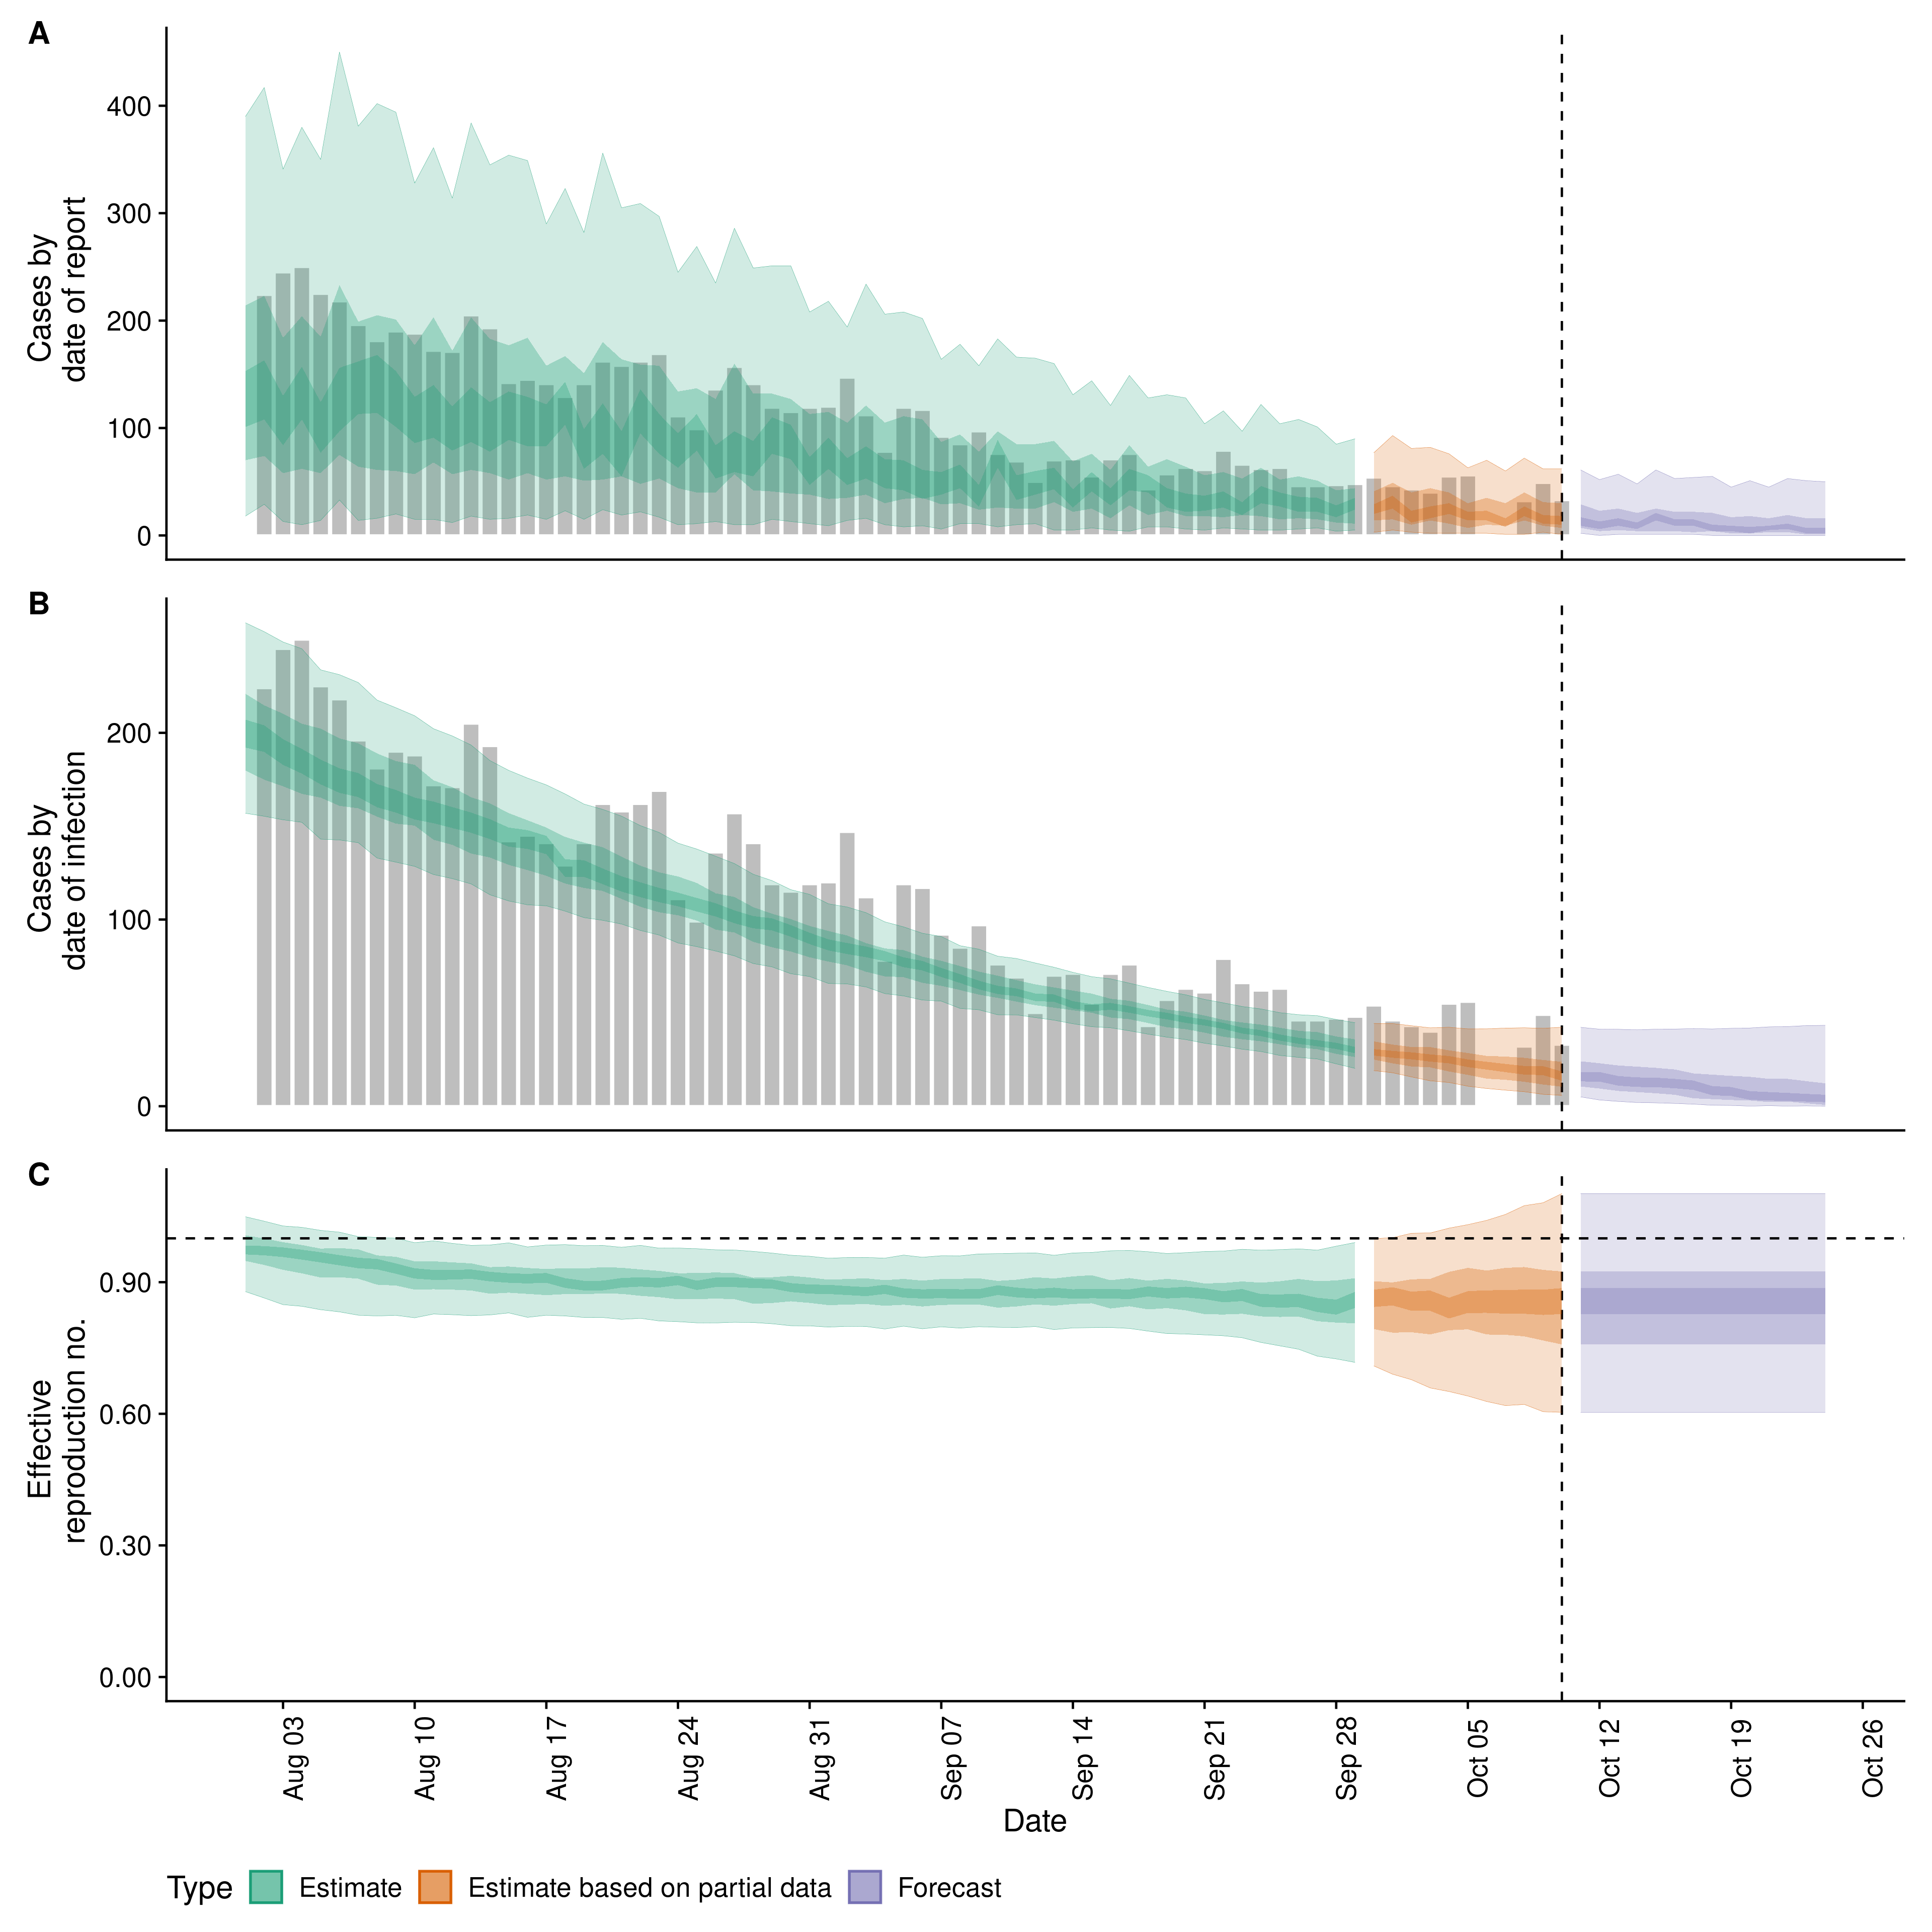 A
Cases by
date of report
400
300
200
100
0
B
Cases by
date of infection
200
100
0
C
Effective
reproduction no.
0.90
0.60
0.30
0.00
Aug 03
Aug 10
Aug 17
Aug 24
Aug 31
Sep 07
Sep 14
Sep 21
Sep 28
Oct 05
Oct 12
Oct 19
Oct 26
Date
Type Estimate Estimate based on partial data Forecast